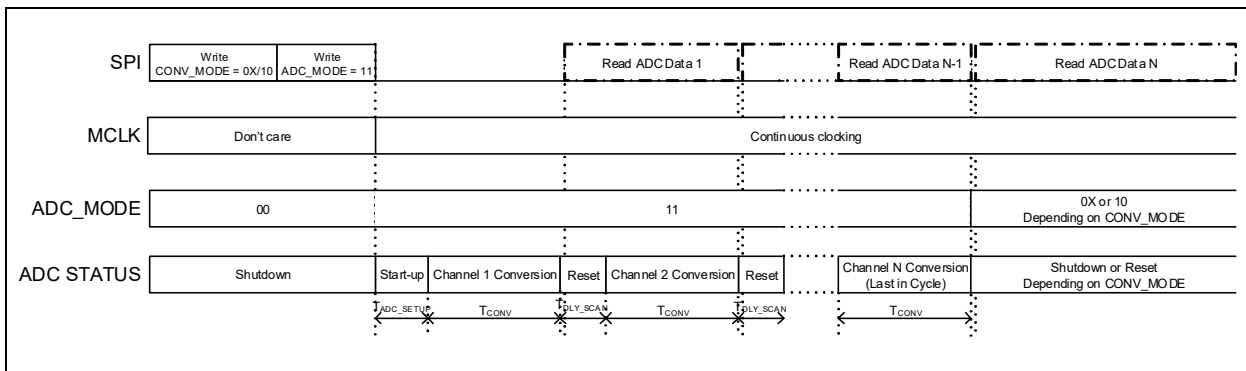 SPI
Write
CONV_MODE = 0X/10
Write
ADC_MODE = 11
Read ADC Data 1
Read ADC Data N-1
Read ADC Data N
MCLK
Don't care
Continuous clocking
ADC_MODE
00
11
0X or 10
Depending on CONV_MODE
ADC STATUS
Shutdown
Start-up
Channel 1 Conversion
Reset
Channel 2 Conversion
Reset
Channel N Conversion
(Last in Cycle)
Shutdown or Reset
Depending on CONV_MODE
TADC_SETUP
TCONV
TDLY_SCAN
TCONV
TDLY_SCAN
TCONV